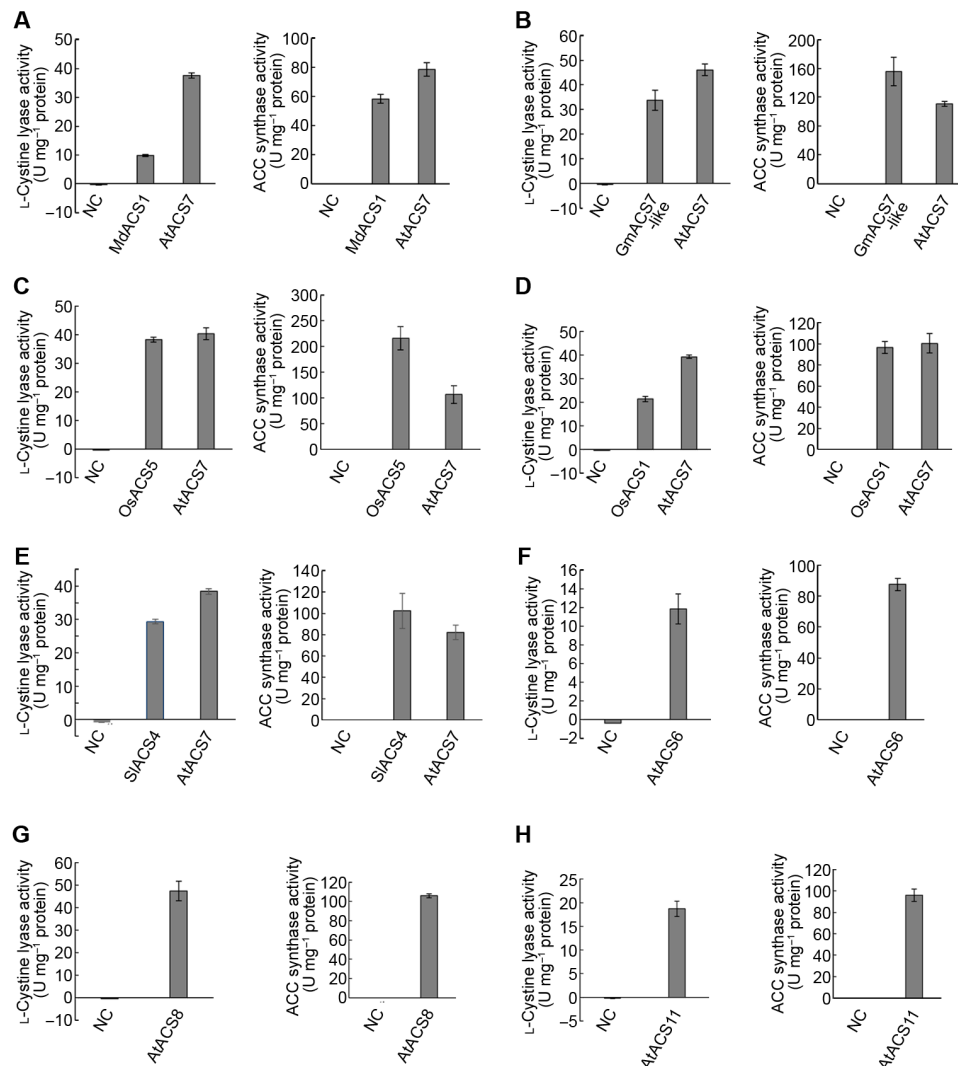 A
L-Cystine lyase activity
(U mg⁻¹ protein)
50
40
30
20
10
0
−10
NC
MdACS1
AtACS7
ACC synthase activity
(U mg⁻¹ protein)
100
80
60
40
20
0
NC
MdACS1
AtACS7
B
L-Cystine lyase activity
(U mg⁻¹ protein)
60
50
40
30
20
10
0
−10
NC
GmACS7
-like
AtACS7
ACC synthase activity
(U mg⁻¹ protein)
200
160
120
80
40
0
NC
GmACS7
-like
AtACS7
C
L-Cystine lyase activity
(U mg⁻¹ protein)
50
40
30
20
10
0
−10
NC
OsACS5
AtACS7
ACC synthase activity
(U mg⁻¹ protein)
300
250
200
150
100
50
0
NC
OsACS5
AtACS7
D
L-Cystine lyase activity
(U mg⁻¹ protein)
50
40
30
20
10
0
−10
NC
OsACS1
AtACS7
ACC synthase activity
(U mg⁻¹ protein)
120
100
80
60
40
20
0
NC
OsACS1
AtACS7
E
L-Cystine lyase activity
(U mg⁻¹ protein)
40
30
20
10
0
NC
SlACS4
AtACS7
ACC synthase activity
(U mg⁻¹ protein)
140
120
100
80
60
40
20
0
NC
SlACS4
AtACS7
F
L-Cystine lyase activity
(U mg⁻¹ protein)
16
14
12
10
8
6
4
2
0
−2
NC
AtACS6
ACC synthase activity
(U mg⁻¹ protein)
100
80
60
40
20
0
NC
AtACS6
G
L-Cystine lyase activity
(U mg⁻¹ protein)
60
50
40
30
20
10
0
−10
NC
AtACS8
ACC synthase activity
(U mg⁻¹ protein)
120
100
80
60
40
20
0
NC
AtACS8
H
L-Cystine lyase activity
(U mg⁻¹ protein)
25
20
15
10
5
0
−5
NC
AtACS11
ACC synthase activity
(U mg⁻¹ protein)
120
100
80
60
40
20
0
NC
AtACS11